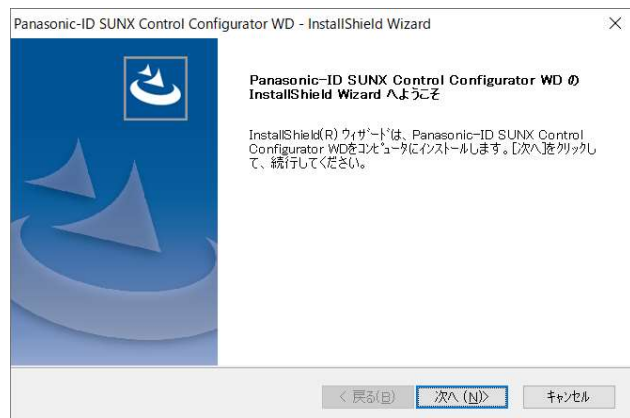 Panasonic-ID SUNX Control Configurator WD - InstallShield Wizard
Panasonic-ID SUNX Control Configurator WD の
InstallShield Wizard へようこそ
InstallShield(R) ウィザードは、Panasonic-ID SUNX Control
Configurator WDをコンピュータにインストールします。[次へ]をクリックし
て、続行してください。
< 戻る(B)
次へ (N)>
キャンセル